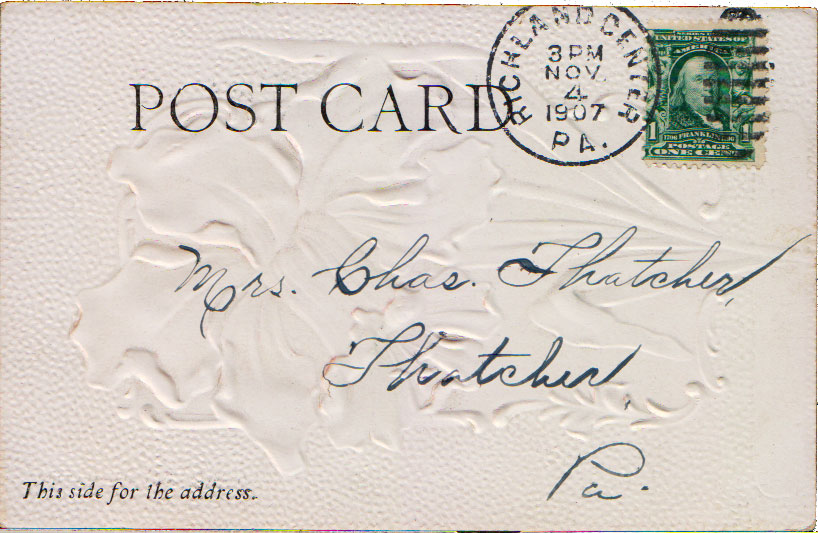 POST CARD
RICHLAND CENTER
3 PM
NOV.
4
1907
PA.
UNITED STATES OF
AMERICA
1
FRANKLIN
POSTAGE
ONE CENT
Mrs. Chas. Thatcher,
Thatcher,
Pa.
This side for the address.